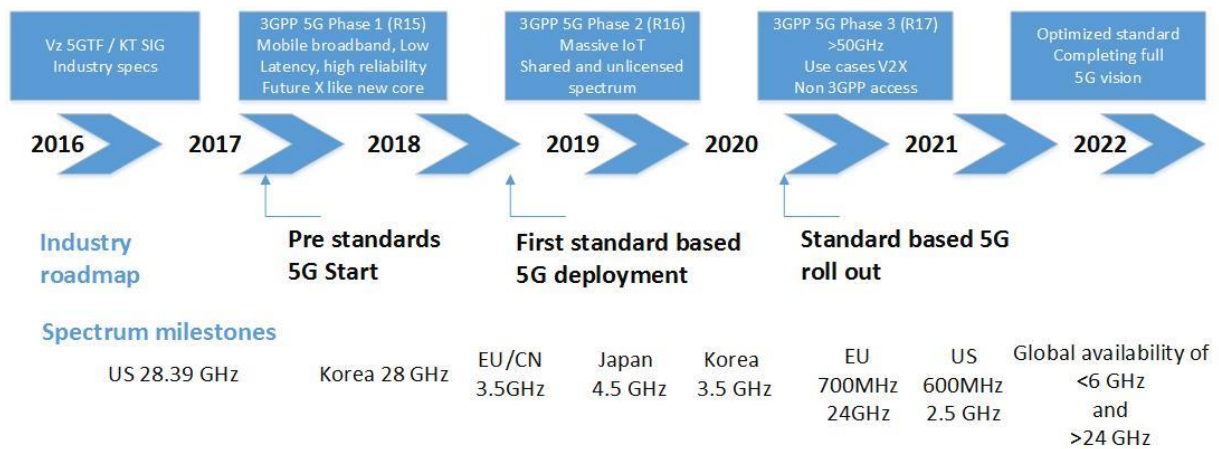 Vz 5GTF / KT SIG
Industry specs
3GPP 5G Phase 1 (R15)
Mobile broadband, Low
Latency, high reliability
Future X like new core
3GPP 5G Phase 2 (R16)
Massive IoT
Shared and unlicensed
spectrum
3GPP 5G Phase 3 (R17)
>50GHz
Use cases V2X
Non 3GPP access
Optimized standard
Completing full
5G vision
2016
2017
2018
2019
2020
2021
2022
Industry
roadmap
Pre standards
5G Start
First standard based
5G deployment
Standard based 5G
roll out
Spectrum milestones
US 28.39 GHz
Korea 28 GHz
EU/CN
3.5GHz
Japan
4.5 GHz
Korea
3.5 GHz
EU
700MHz
24GHz
US
600MHz
2.5 GHz
Global availability of
<6 GHz
and
>24 GHz